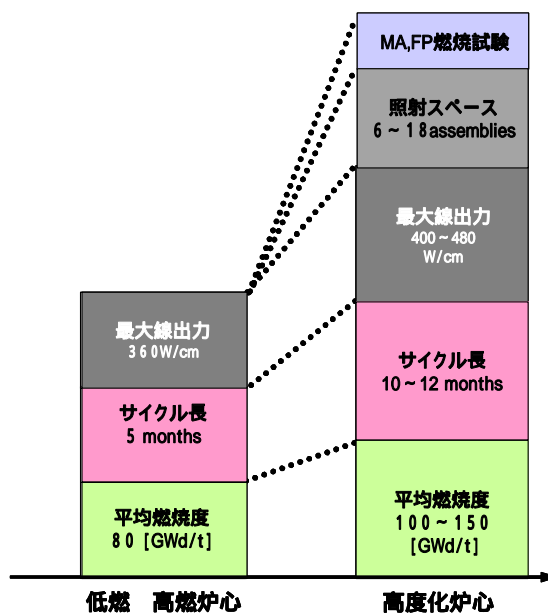 MA,FP燃焼試験
照射スペース
6～18assemblies
最大線出力
400～480
W/cm
サイクル長
10～12 months
平均燃焼度
100～150
[GWd/t]
最大線出力
360W/cm
サイクル長
5 months
平均燃焼度
80 [GWd/t]
低燃　高燃炉心
高度化炉心